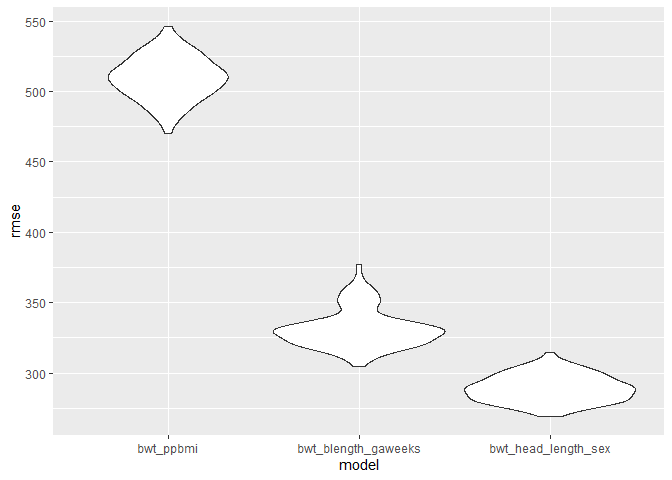 550
500
450
400
350
300
rmse
bwt_ppbmi
bwt_blength_gaweeks
bwt_head_length_sex
model